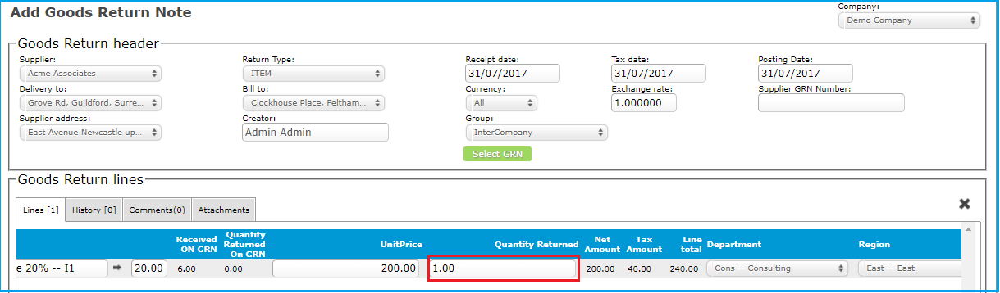 Add Goods Return Note
Company:
Demo Company
Goods Return header
Supplier:
Acme Associates
Return Type:
ITEM
Receipt date:
31/07/2017
Tax date:
31/07/2017
Posting Date:
31/07/2017
Delivery to:
Grove Rd, Guildford, Surre...
Bill to:
Clockhouse Place, Feltham...
Currency:
All
Exchange rate:
1.000000
Supplier GRN Number:
Supplier address:
East Avenue Newcastle up...
Creator:
Admin Admin
Group:
InterCompany
Select GRN
Goods Return lines
Lines [1]
History [0]
Comments(0)
Attachments
Received ON GRN
Quantity Returned On GRN
UnitPrice
Quantity Returned
Net Amount
Tax Amount
Line total
Department
Region
e 20% -- I1
20.00
6.00
0.00
200.00
1.00
200.00
40.00
240.00
Cons -- Consulting
East -- East